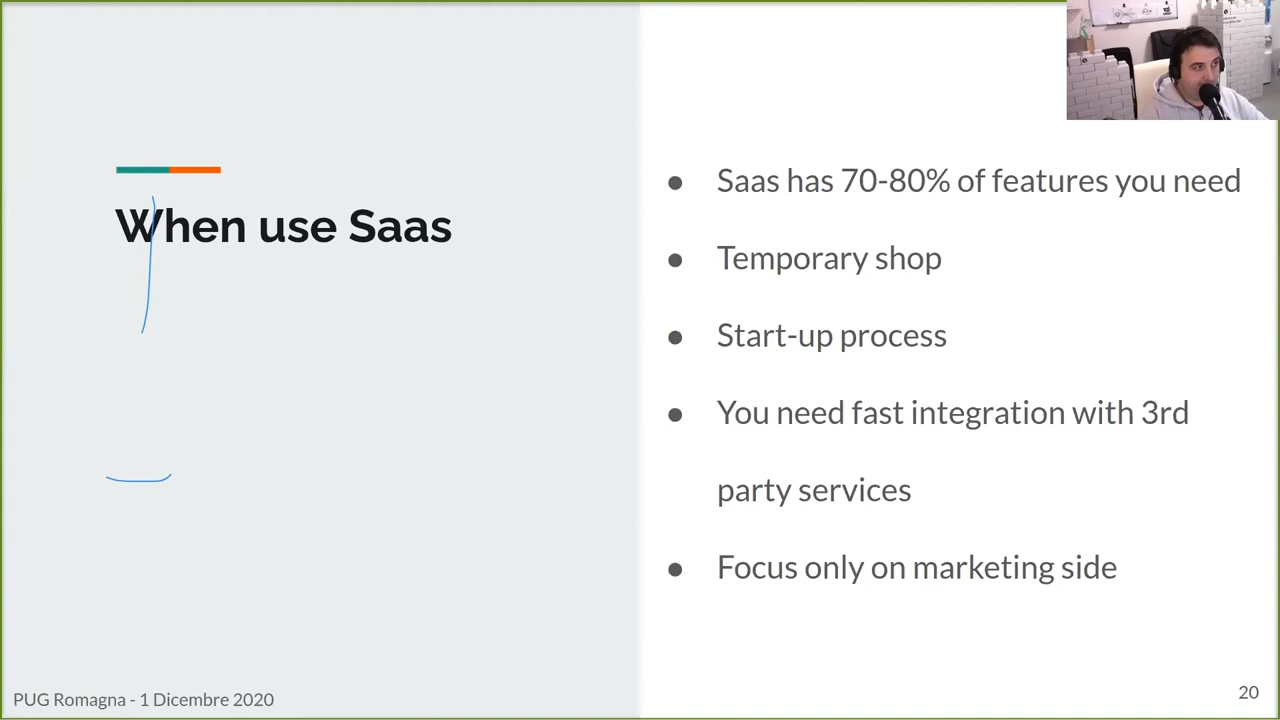 When use Saas
● Saas has 70-80% of features you need
● Temporary shop
● Start-up process
● You need fast integration with 3rd
party services
● Focus only on marketing side
PUG Romagna - 1 Dicembre 2020
20